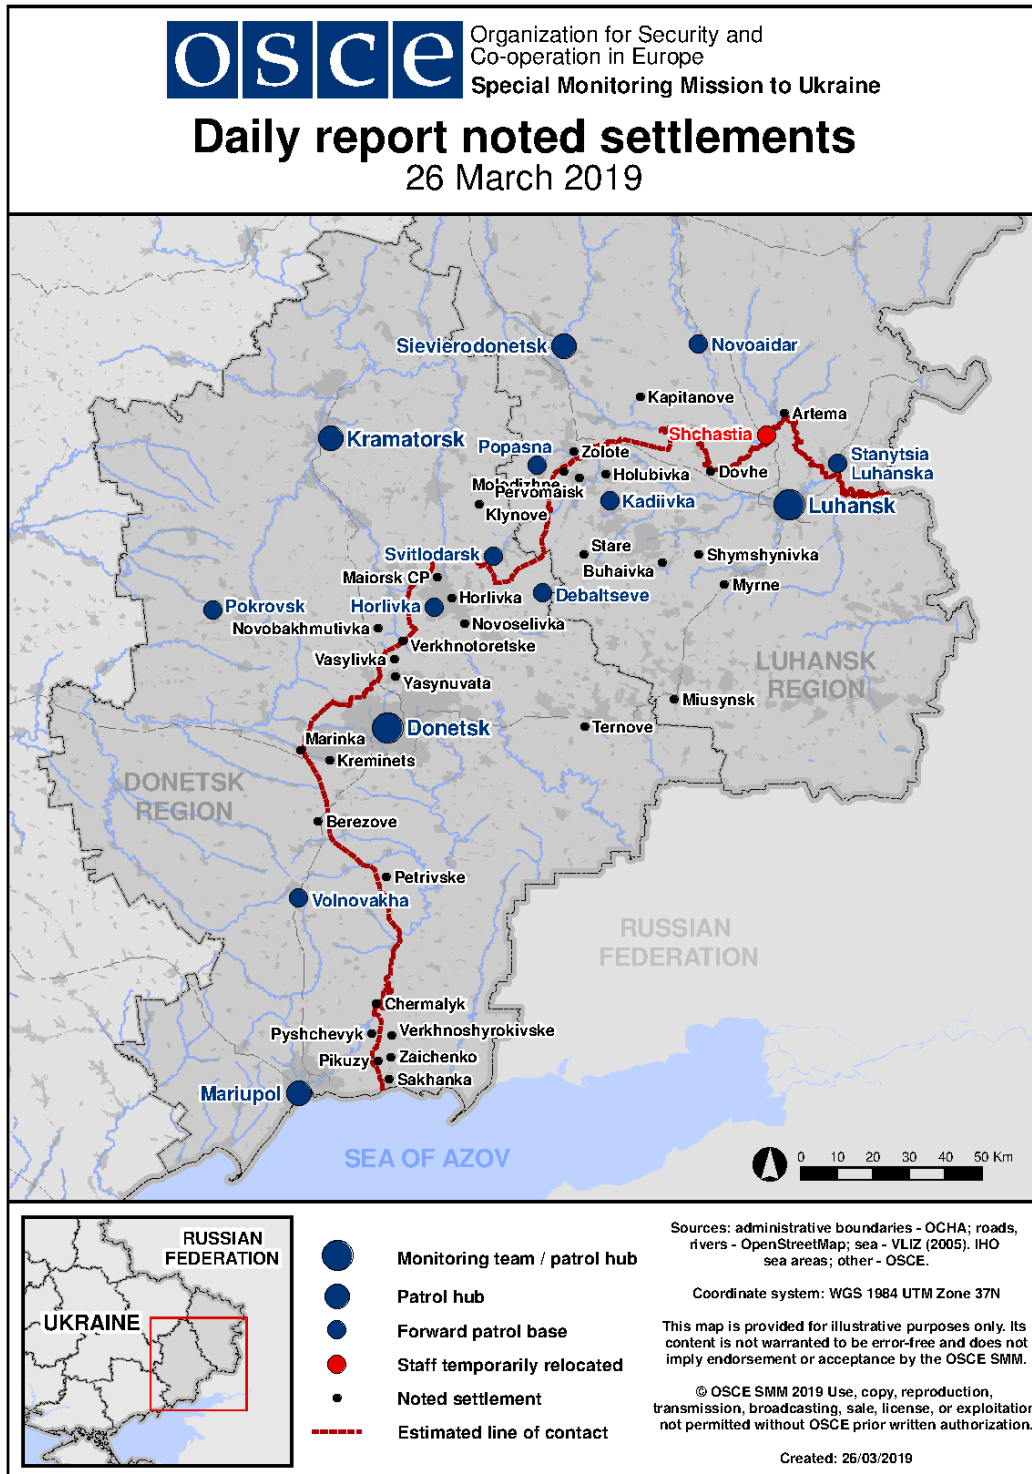 osce
Organization for Security and
Co-operation in Europe
Special Monitoring Mission to Ukraine
Daily report noted settlements
26 March 2019
Sievierodonetsk
Novoaidar
Kapitanove
Artema
Kramatorsk
Shchastia
Popasna
Zolote
Stanytsia
Luhanska
Molodizhne
Holubivka
Dovhe
Pervomaisk
Kadiivka
Luhansk
Klynove
Svitlodarsk
Stare
Shymshynivka
Buhaivka
Maiorsk CP
Myrne
Debaltseve
Horlivka
Horlivka
Pokrovsk
Novoselivka
Novobakhmutivka
Verkhnotoretske
Vasylivka
LUHANSK
REGION
Yasynuvata
Miusynsk
Donetsk
Ternove
Marinka
Kreminets
DONETSK
REGION
Berezove
Petrivske
Volnovakha
RUSSIAN
FEDERATION
Chermalyk
Pyshchevyk
Verkhnoshyrokivske
Pikuzy
Zaichenko
Sakhanka
Mariupol
SEA OF AZOV
0 10 20 30 40 50 Km
RUSSIAN
FEDERATION
UKRAINE
Monitoring team / patrol hub
Patrol hub
Forward patrol base
Staff temporarily relocated
Noted settlement
Estimated line of contact
Sources: administrative boundaries - OCHA; roads,
rivers - OpenStreetMap; sea - VLIZ (2005). IHO
sea areas; other - OSCE.
Coordinate system: WGS 1984 UTM Zone 37N
This map is provided for illustrative purposes only. Its
content is not warranted to be error-free and does not
imply endorsement or acceptance by the OSCE SMM.
© OSCE SMM 2019 Use, copy, reproduction,
transmission, broadcasting, sale, license, or exploitation
not permitted without OSCE prior written authorization.
Created: 26/03/2019